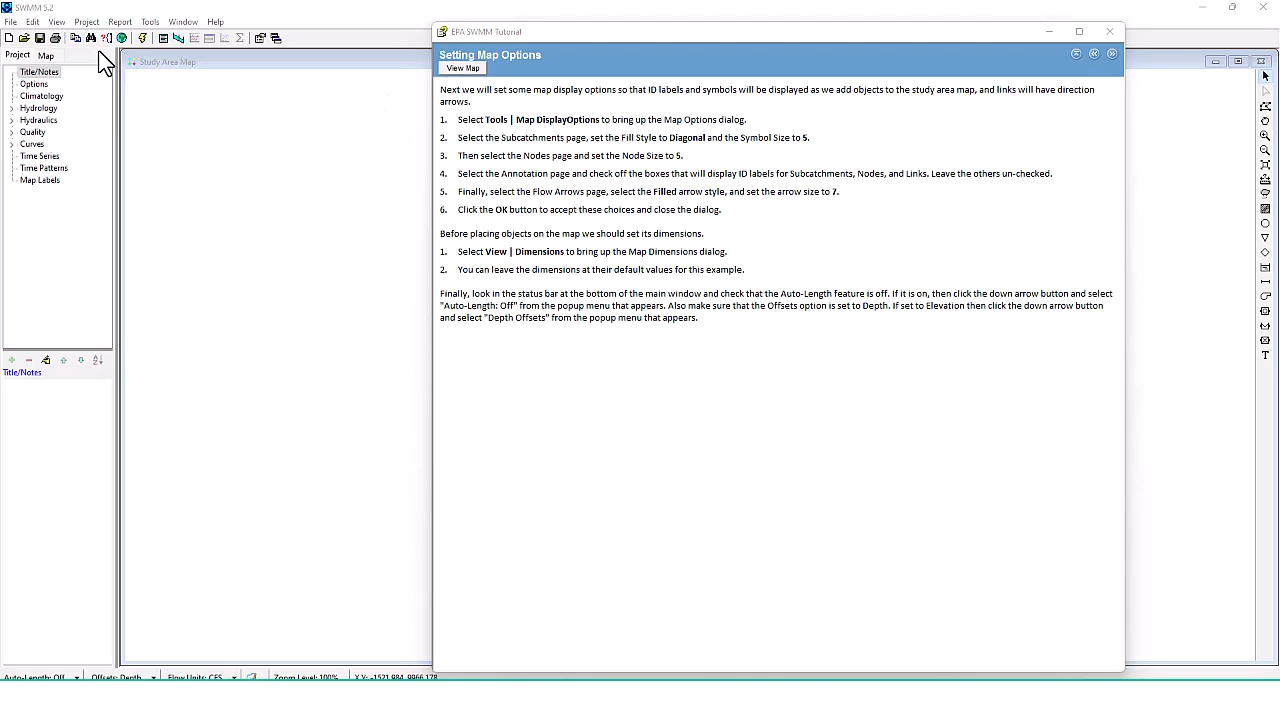 SWMM 5.2
File Edit View Project Report Tools Window Help
Project Map
Title/Notes
Options
Climatology
Hydrology
Hydraulics
Quality
Curves
Time Series
Time Patterns
Map Labels
Title/Notes
Study Area Map
EPA SWMM Tutorial
Setting Map Options
View Map
Next we will set some map display options so that ID labels and symbols will be displayed as we add objects to the study area map, and links will have direction
arrows.
1. Select Tools | Map DisplayOptions to bring up the Map Options dialog.
2. Select the Subcatchments page, set the Fill Style to Diagonal and the Symbol Size to 5.
3. Then select the Nodes page and set the Node Size to 5.
4. Select the Annotation page and check off the boxes that will display ID labels for Subcatchments, Nodes, and Links. Leave the others un-checked.
5. Finally, select the Flow Arrows page, select the Filled arrow style, and set the arrow size to 7.
6. Click the OK button to accept these choices and close the dialog.
Before placing objects on the map we should set its dimensions.
1. Select View | Dimensions to bring up the Map Dimensions dialog.
2. You can leave the dimensions at their default values for this example.
Finally, look in the status bar at the bottom of the main window and check that the Auto-Length feature is off. If it is on, then click the down arrow button and select
"Auto-Length: Off" from the popup menu that appears. Also make sure that the Offsets option is set to Depth. If set to Elevation then click the down arrow button
and select "Depth Offsets" from the popup menu that appears.
Auto-Length: Off Offsets: Depth Flow Units: CFS Zoom Level: 100% X,Y: -1521.984, 9966.178